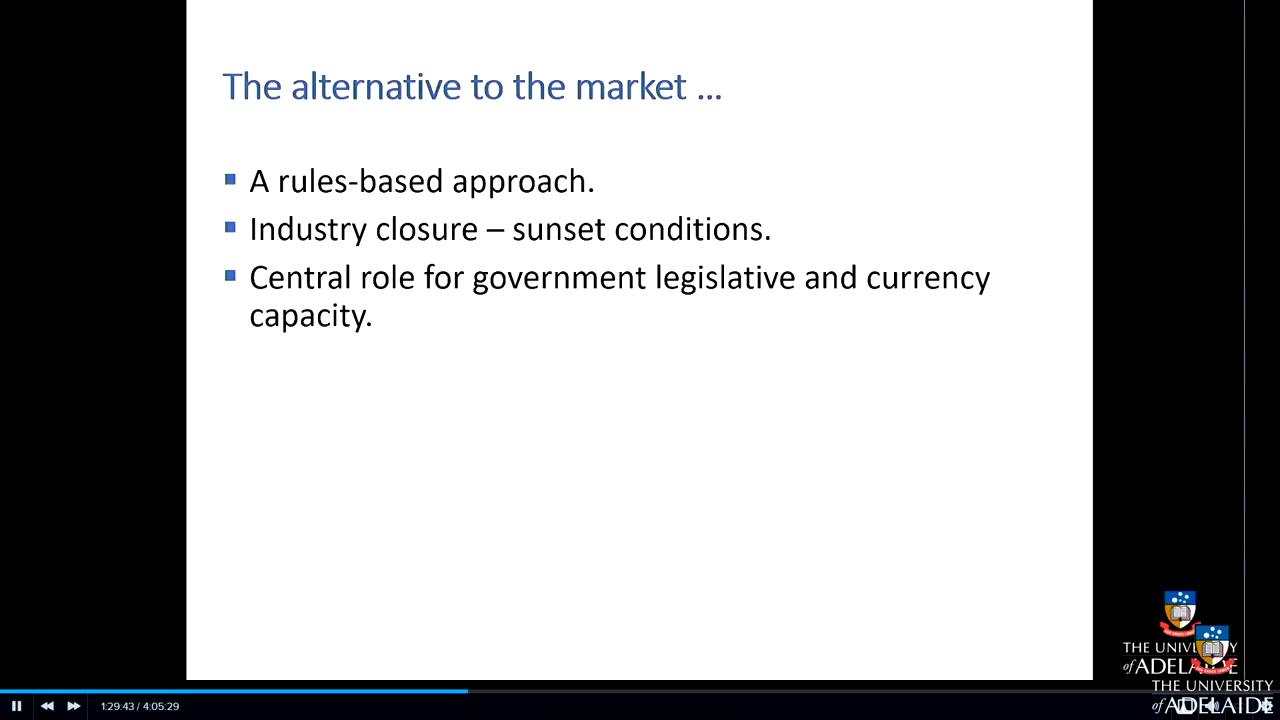 The alternative to the market ...
A rules-based approach.
Industry closure – sunset conditions.
Central role for government legislative and currency
capacity.
THE UNIVERSITY
of ADELAIDE
THE UNIVERSITY
of ADELAIDE
1:29:43 / 4:05:29